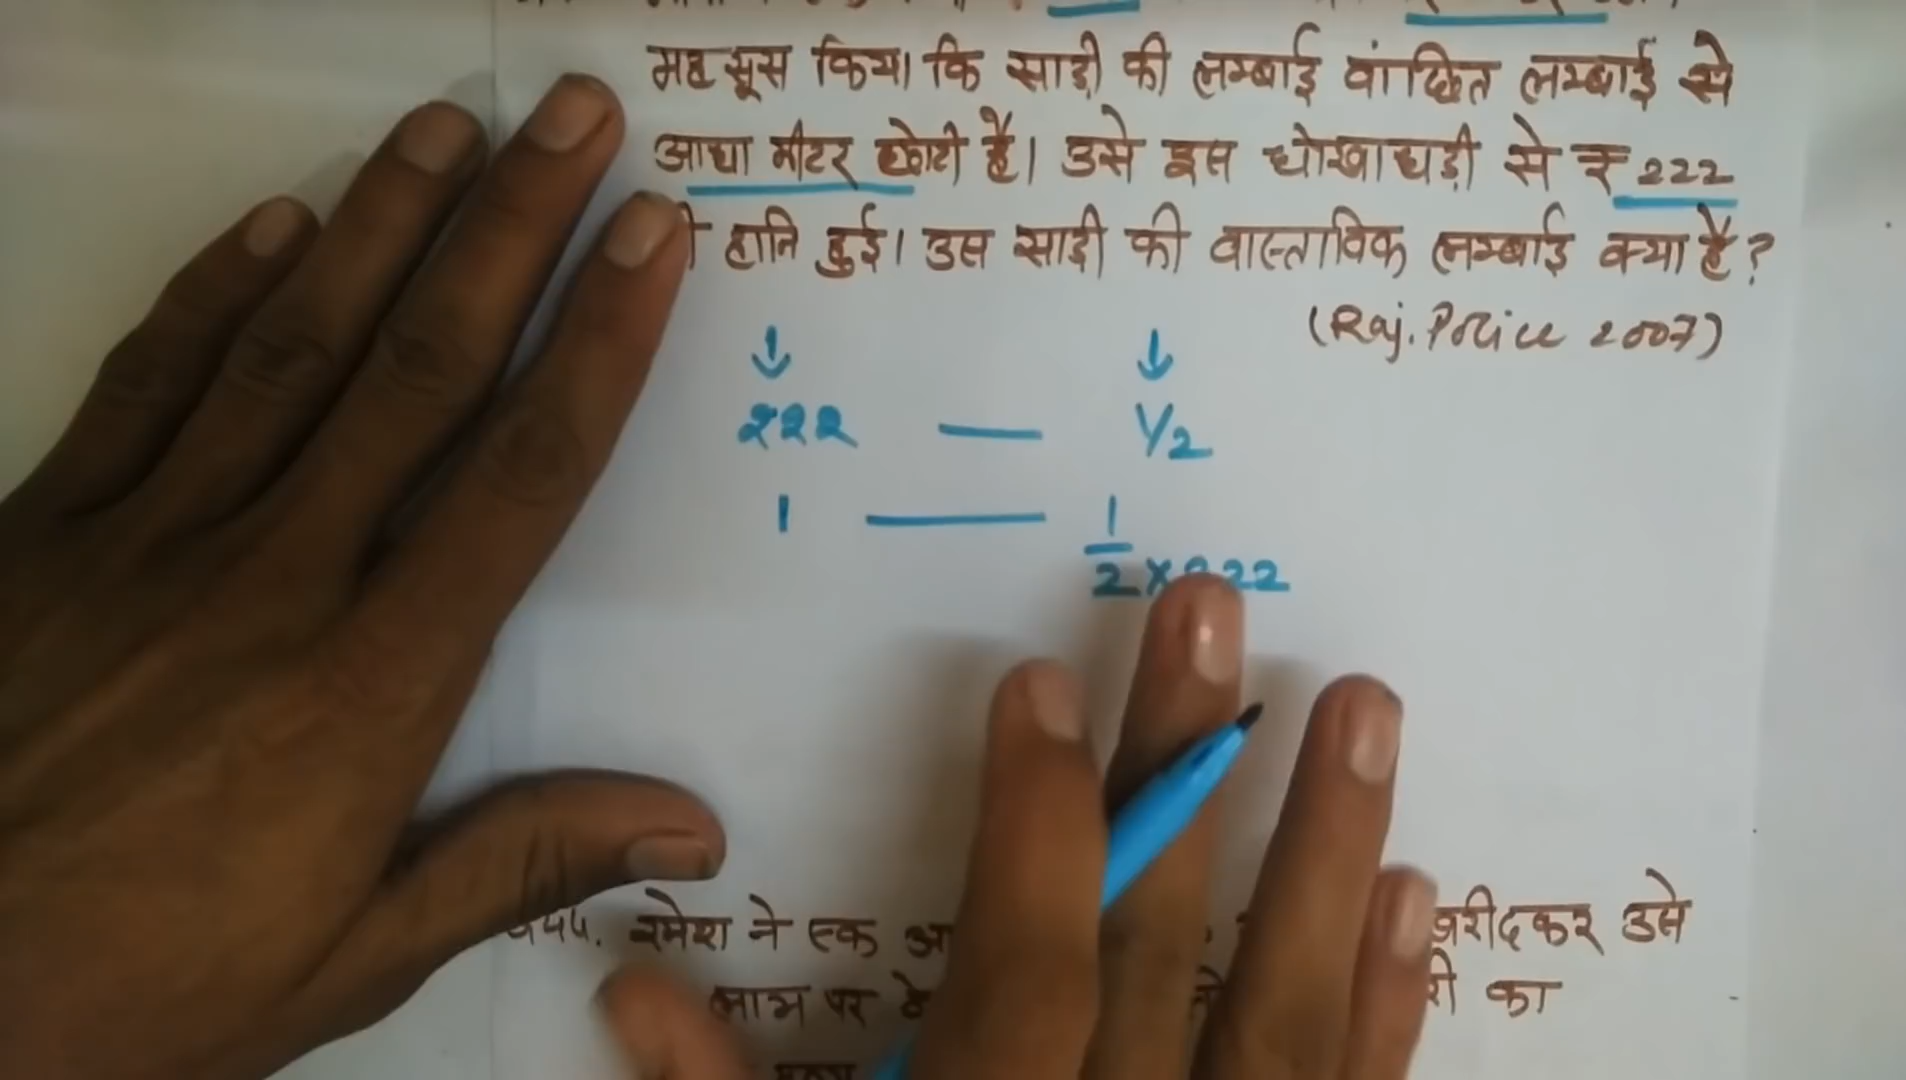 महसूस किया कि साड़ी की लम्बाई वांछित लम्बाई से
आधा मीटर छोटी है। उसे इस धोखाधड़ी से ₹ 222
हानि हुई। उस साड़ी की वास्तविक लम्बाई क्या है?
(Raj. Police 2007)
↓ ↓
222 — 1/2
1 — 1/2×222
रमेश ने एक खरीदकर उसे
लाभ पर का